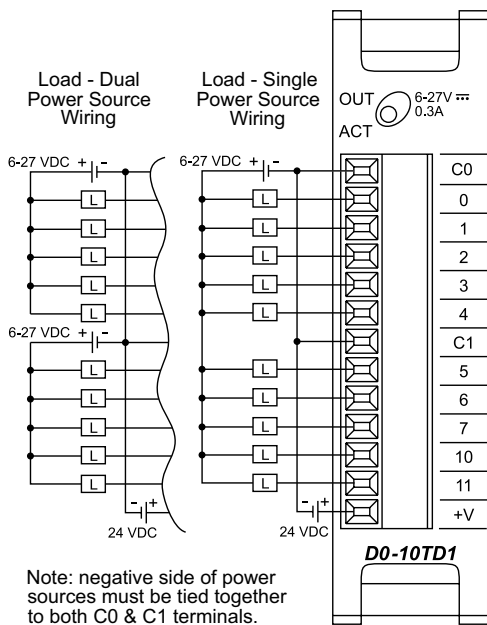 Load - Dual
Power Source
Wiring
Load - Single
Power Source
Wiring
OUT
6-27V
0.3A
ACT
6-27 VDC + -
6-27 VDC + -
C0
L
L
0
L
L
1
L
L
2
L
L
3
L
L
4
6-27 VDC + -
C1
L
L
5
L
L
6
L
L
7
L
L
10
L
L
11
- +
24 VDC
- +
24 VDC
+V
D0-10TD1
Note: negative side of power
sources must be tied together
to both C0 & C1 terminals.